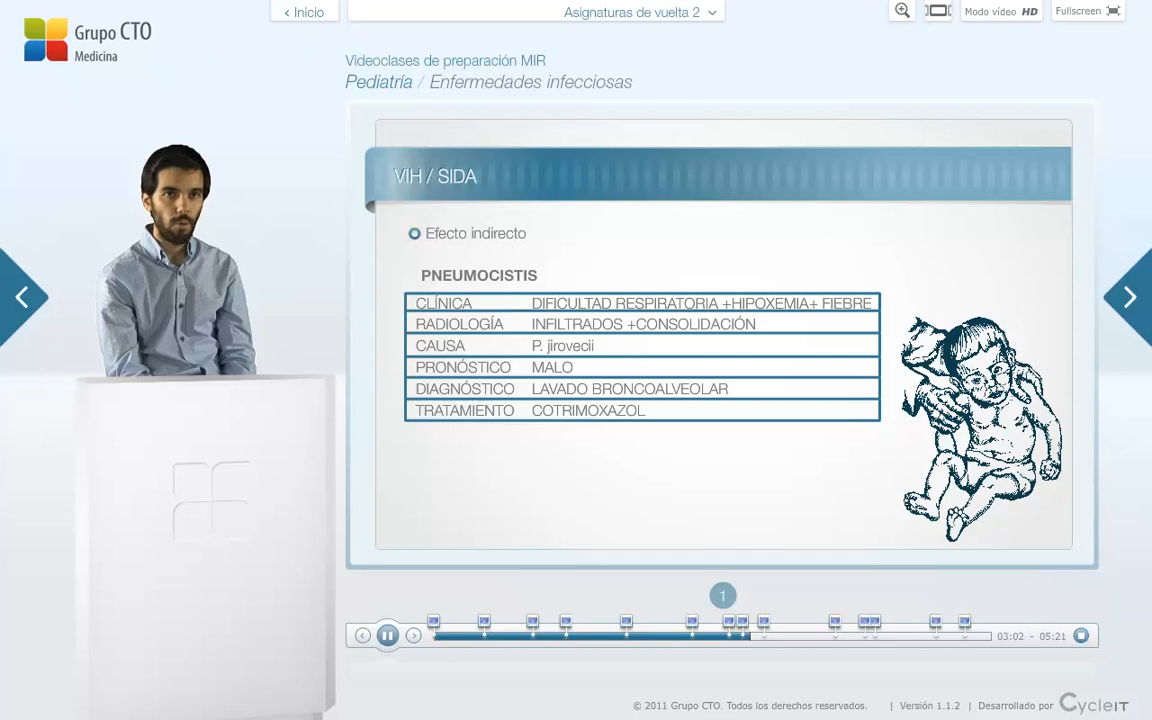 Grupo CTO
Medicina
‹ Inicio
Asignaturas de vuelta 2
Modo vídeo HD
Fullscreen
Videoclases de preparación MIR
Pediatría / Enfermedades infecciosas
VIH / SIDA
Efecto indirecto
PNEUMOCISTIS
CLÍNICA DIFICULTAD RESPIRATORIA +HIPOXEMIA+ FIEBRE
RADIOLOGÍA INFILTRADOS +CONSOLIDACIÓN
CAUSA P. jirovecii
PRONÓSTICO MALO
DIAGNÓSTICO LAVADO BRONCOALVEOLAR
TRATAMIENTO COTRIMOXAZOL
1
03:02 - 05:21
© 2011 Grupo CTO. Todos los derechos reservados. | Versión 1.1.2 | Desarrollado por CycleIT